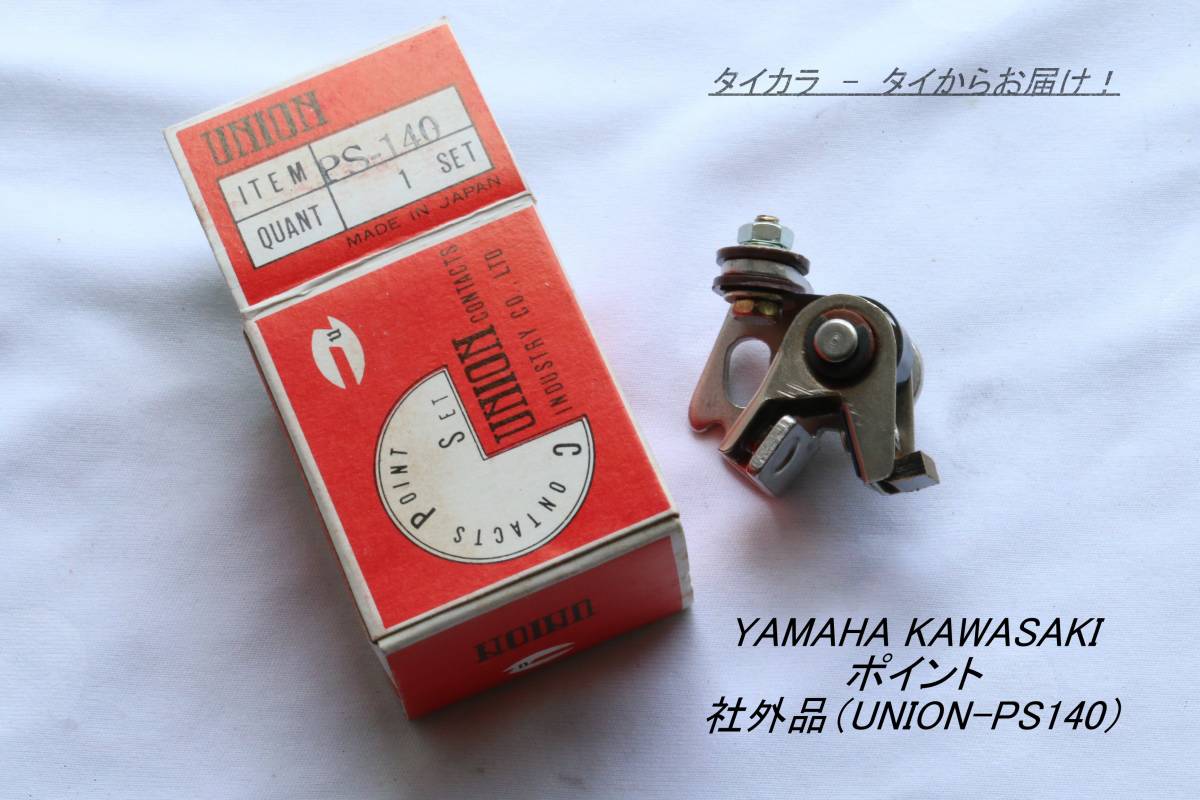 タイカラ - タイからお届け！
UNION
ITEM PS-140
QUANT 1 SET
MADE IN JAPAN
u
UNION CONTACTS
INDUSTRY CO., LTD
CONTACTS POINT SET
UNION
u
YAMAHA KAWASAKI
ポイント
社外品（UNION-PS140）